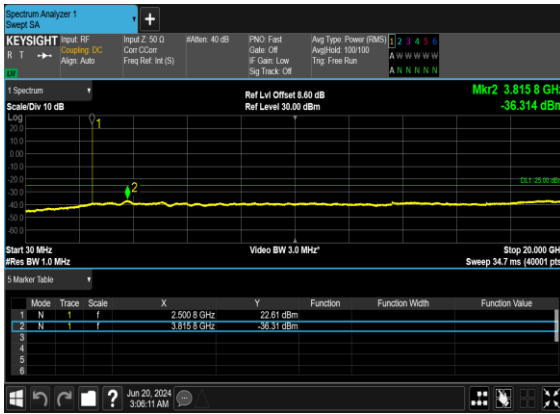 Spectrum Analyzer 1
Swept SA
+
KEYSIGHT Input: RF Input Z: 50 Ω #Atten: 40 dB PNO: Fast Avg Type: Power (RMS) 1 2 3 4 5 6
R T Coupling: DC Corr CCorr Gate: Off Avg|Hold: 100/100 A W W W W W
Align: Auto Freq Ref: Int (S) IF Gain: Low Trig: Free Run
LXI Sig Track: Off A N N N N N
1 Spectrum Ref Lvl Offset 8.60 dB Mkr2 3.815 8 GHz
Scale/Div 10 dB Ref Level 30.00 dBm -36.314 dBm
Log
1
20.0
10.0
0.00
-10.0
-20.0
DL1 -25.00 dBm
-30.0
2
-40.0
-50.0
-60.0
Start 30 MHz Video BW 3.0 MHz* Stop 20.000 GHz
#Res BW 1.0 MHz Sweep 34.7 ms (40001 pts)
5 Marker Table
Mode Trace Scale X Y Function Function Width Function Value
1 N 1 f 2.500 8 GHz 22.61 dBm
2 N 1 f 3.815 8 GHz -36.31 dBm
3
4
5
6
? Jun 20, 2024
3:06:11 AM